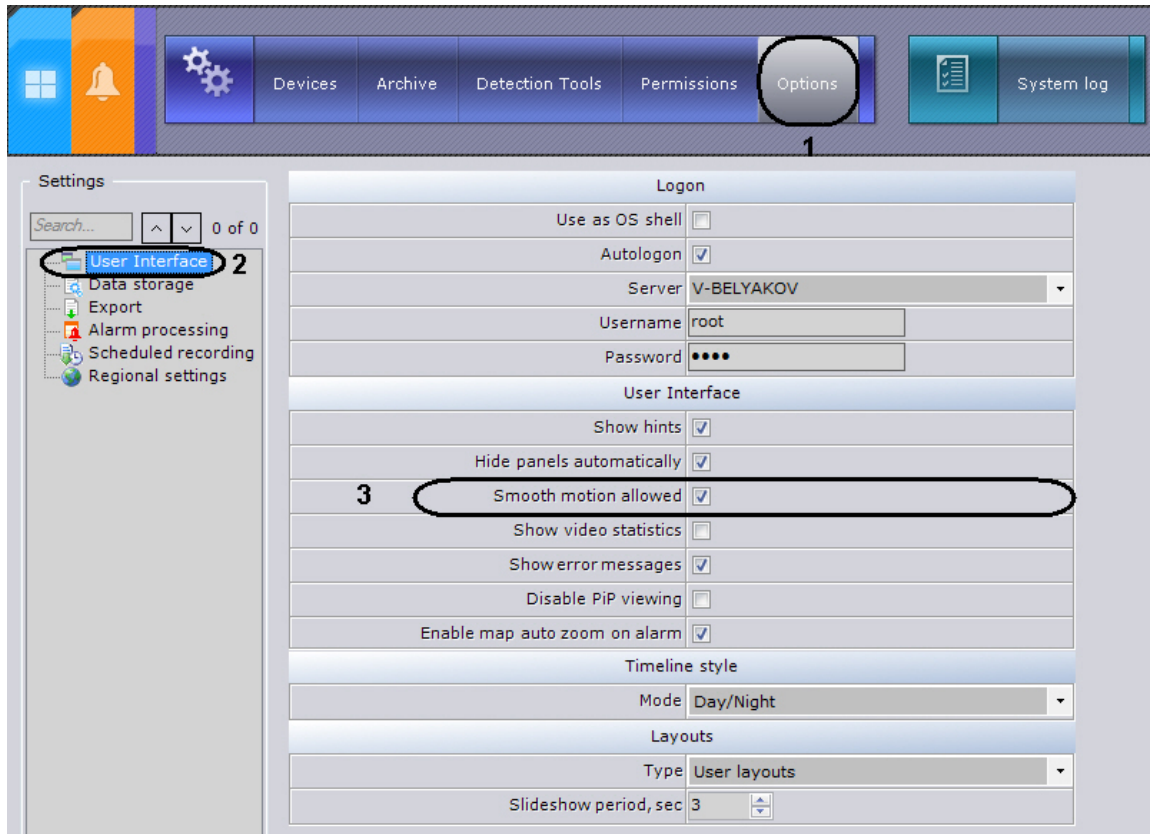 Devices Archive Detection Tools Permissions Options System log
1
Settings
Search... 0 of 0
User Interface 2
Data storage
Export
Alarm processing
Scheduled recording
Regional settings
Logon
Use as OS shell
Autologon
Server V-BELYAKOV
Username root
Password ••••
User Interface
Show hints
Hide panels automatically
3 Smooth motion allowed
Show video statistics
Show error messages
Disable PiP viewing
Enable map auto zoom on alarm
Timeline style
Mode Day/Night
Layouts
Type User layouts
Slideshow period, sec 3